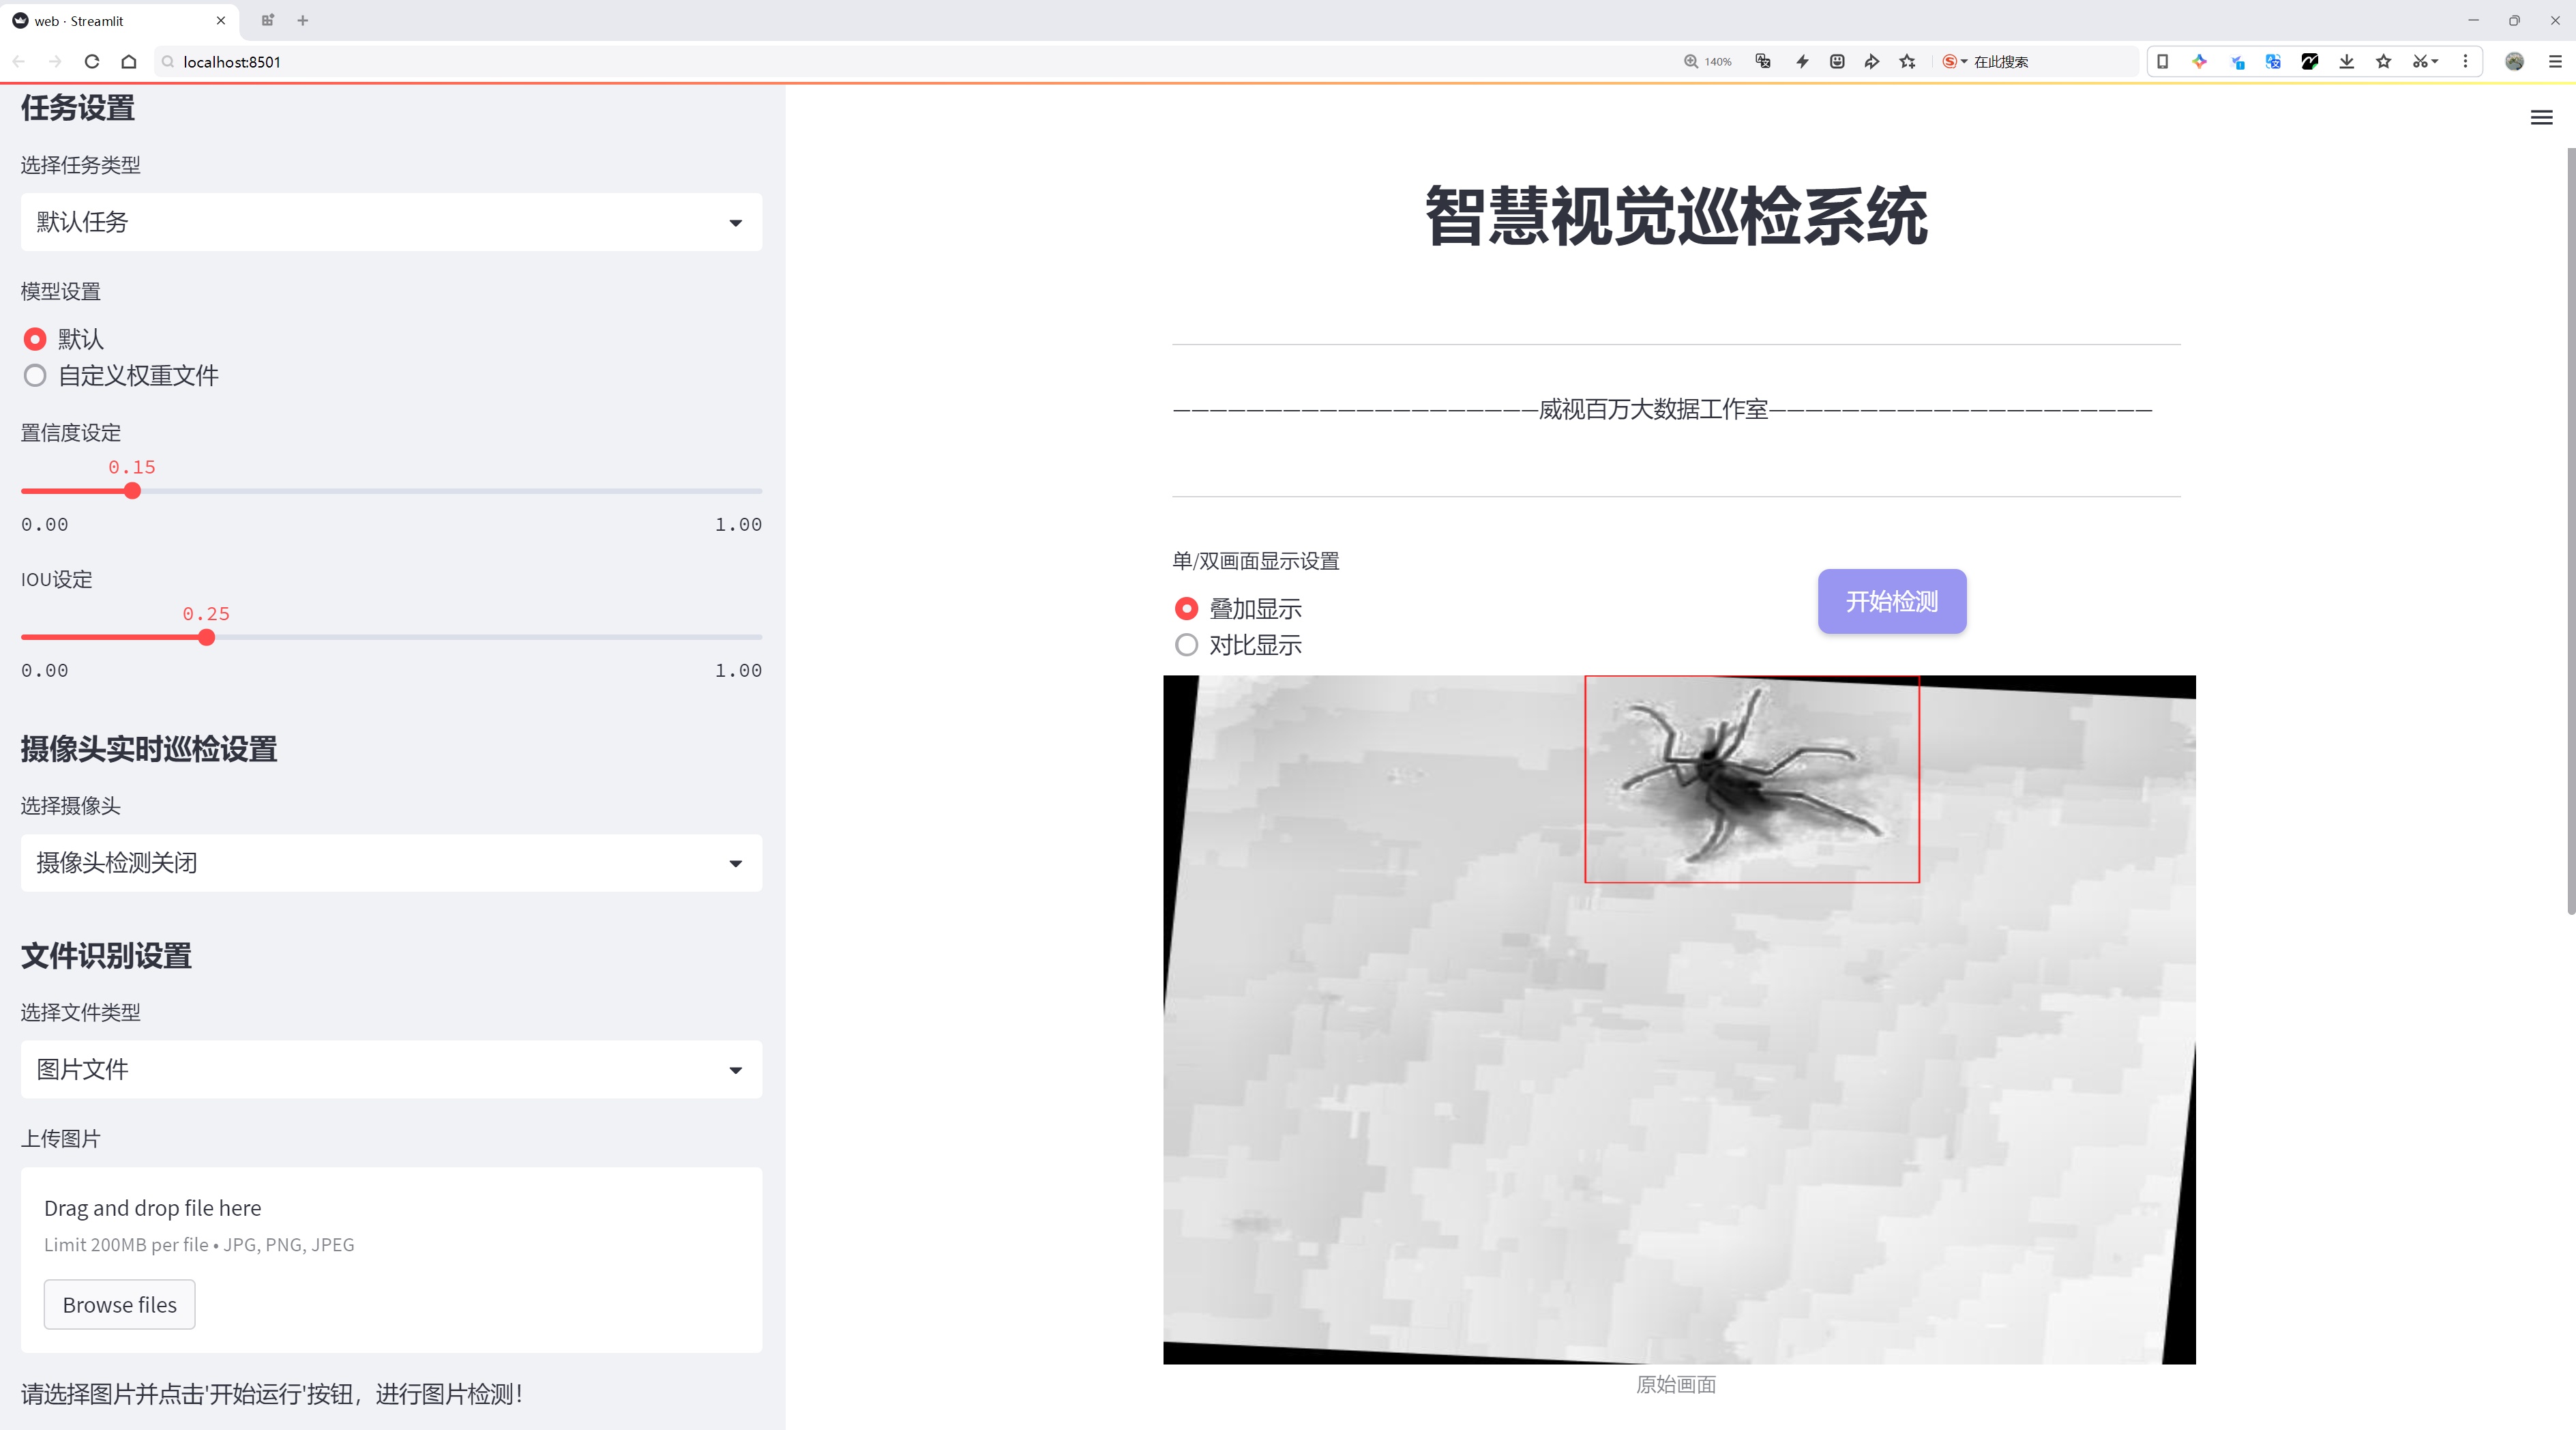 web · Streamlit
localhost:8501
140%
在此搜索
任务设置
选择任务类型
默认任务
模型设置
默认
自定义权重文件
置信度设定
0.15
0.00 1.00
IOU设定
0.25
0.00 1.00
摄像头实时巡检设置
选择摄像头
摄像头检测关闭
文件识别设置
选择文件类型
图片文件
上传图片
Drag and drop file here
Limit 200MB per file • JPG, PNG, JPEG
Browse files
请选择图片并点击'开始运行'按钮，进行图片检测！
智慧视觉巡检系统
————————————————————威视百万大数据工作室—————————————————————
单/双画面显示设置
叠加显示
对比显示
开始检测
原始画面